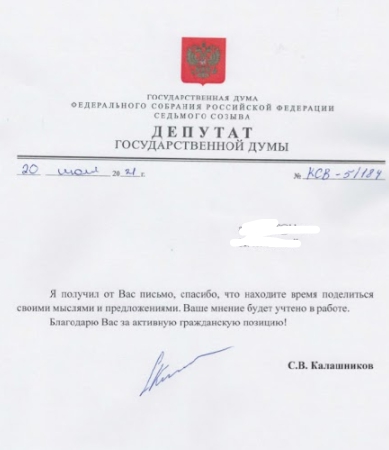 ГОСУДАРСТВЕННАЯ ДУМА
ФЕДЕРАЛЬНОГО СОБРАНИЯ РОССИЙСКОЙ ФЕДЕРАЦИИ
СЕДЬМОГО СОЗЫВА
ДЕПУТАТ
ГОСУДАРСТВЕННОЙ ДУМЫ
20 июля 2021 г. № КСВ-5/184
Я получил от Вас письмо, спасибо, что находите время поделиться
своими мыслями и предложениями. Ваше мнение будет учтено в работе.
Благодарю Вас за активную гражданскую позицию!
С.В. Калашников